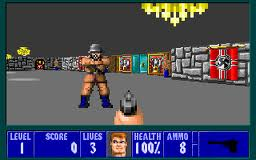 LEVEL SCORE LIVES HEALTH AMMO
1 0 3 100% 8